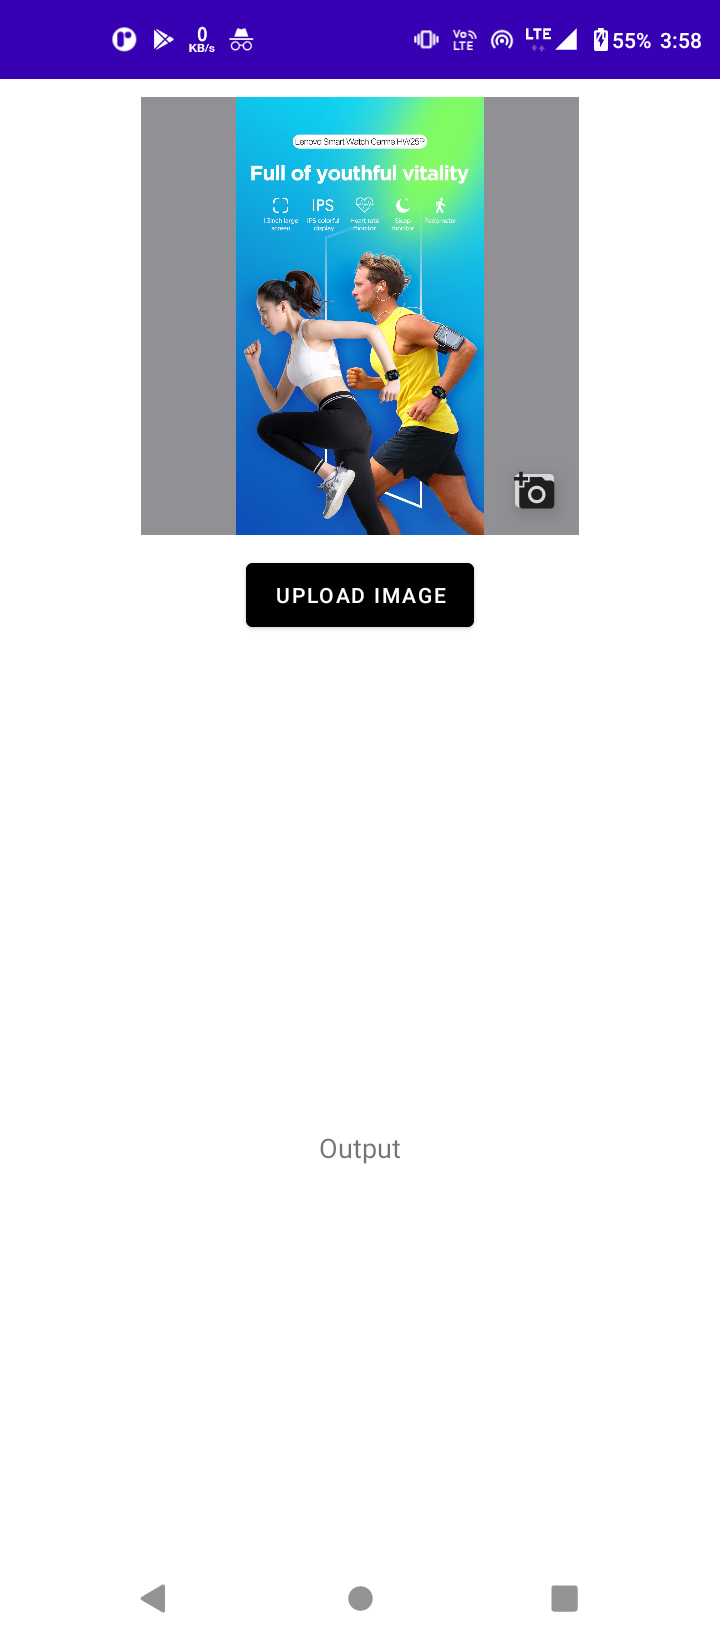 0
KB/s
Vo
LTE
LTE
55% 3:58
Lenovo Smart Watch Carme HW25P
Full of youthful vitality
IPS
1.3inch large
screen
IPS colorful
display
Heart rate
monitor
Sleep
monitor
Pedometer
UPLOAD IMAGE
Output